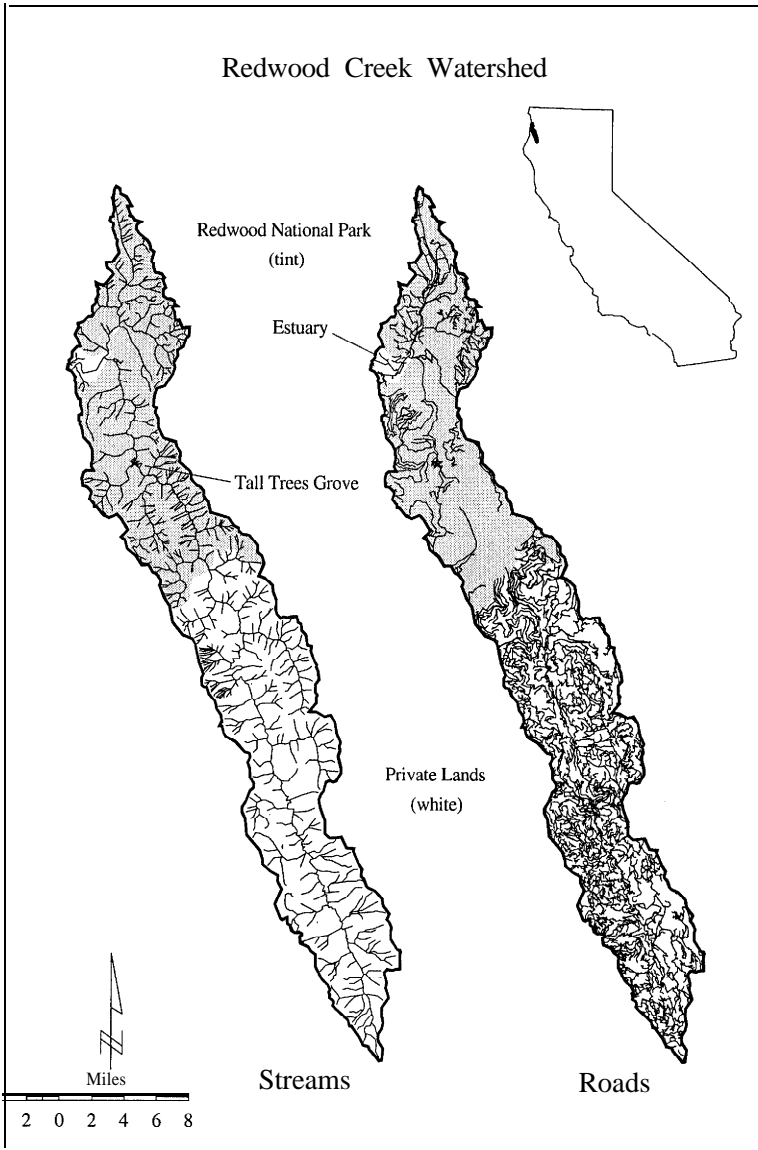 Redwood Creek Watershed
Redwood National Park
(tint)
Estuary
Tall Trees Grove
Private Lands
(white)
N
Miles
2 0 2 4 6 8
Streams
Roads